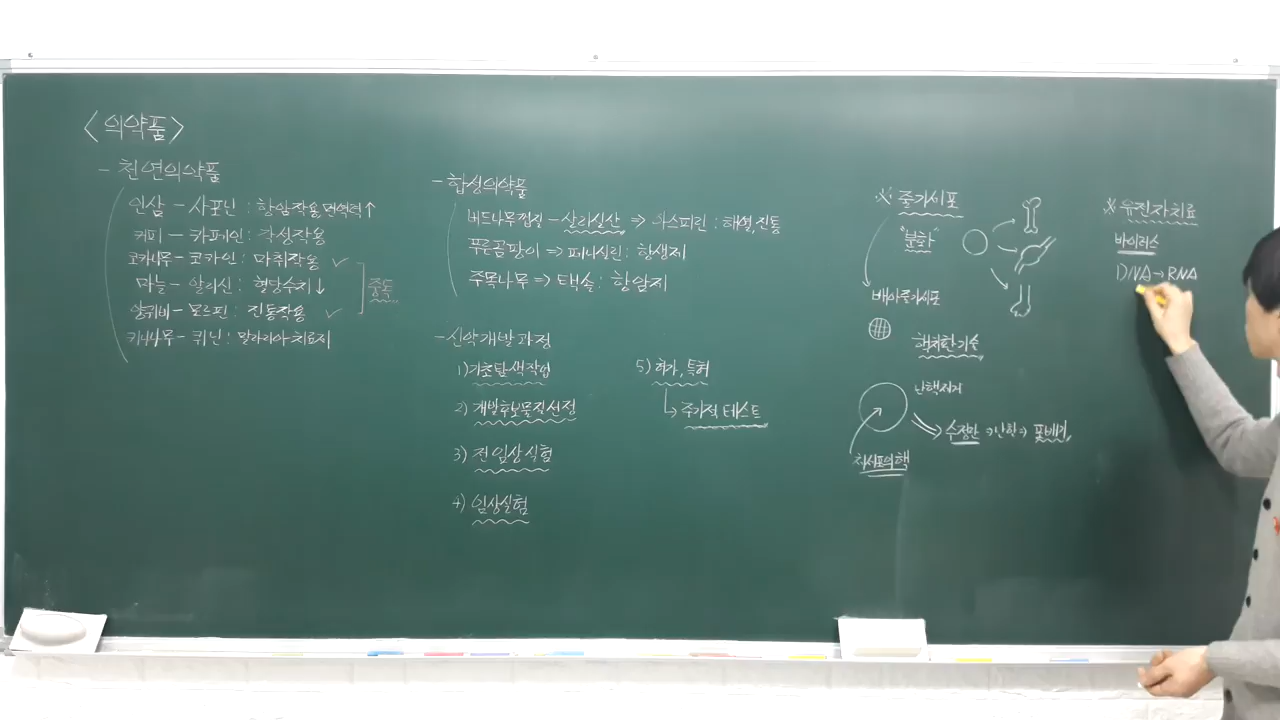 <의약품>
- 천연의약품
인삼 - 사포닌 : 항암작용, 면역력↑
커피 - 카페인 : 각성작용
코카나무 - 코카인 : 마취작용 ✓
마늘 - 알리신 : 혈당수치↓
양귀비 - 모르핀 : 진통작용 ✓
중독
키나나무 - 퀴닌 : 말라리아 치료제
- 합성의약품
버드나무껍질 - 살리실산 ⇒ 아스피린 : 해열, 진통
푸른곰팡이 ⇒ 페니실린 : 항생제
주목나무 ⇒ 택솔 : 항암제
- 신약개발과정
1) 기초탐색작업
2) 개발후보물질선정
3) 전임상시험
4) 임상실험
5) 허가, 특허
↳ 주기적 테스트
※ 줄기세포
"분화"
배아줄기세포
핵치환기술
난핵제거
체세포의 핵
⇒ 수정란 ⇒ 난할 ⇒ 포배기
※ 유전자치료
바이러스
1) DNA → RNA